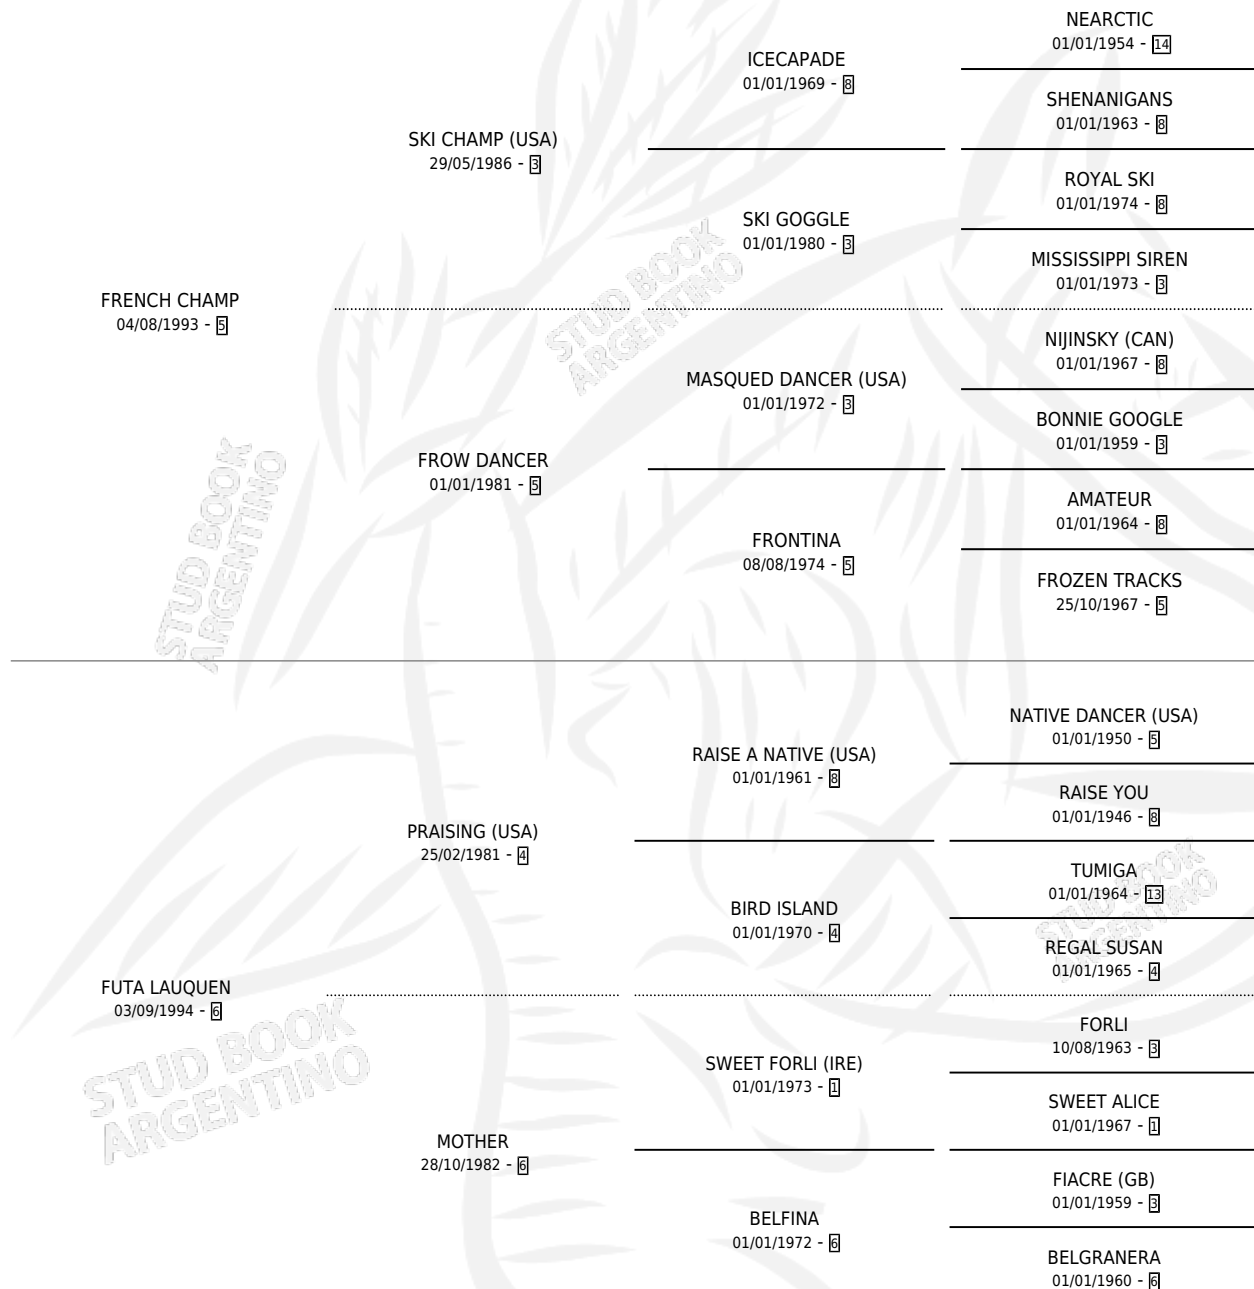 NEARCTIC
01/01/1954 - 14
ICECAPADE
01/01/1969 - 8
SHENANIGANS
01/01/1963 - 8
SKI CHAMP (USA)
29/05/1986 - 3
ROYAL SKI
01/01/1974 - 8
SKI GOGGLE
01/01/1980 - 3
MISSISSIPPI SIREN
01/01/1973 - 3
FRENCH CHAMP
04/08/1993 - 5
NIJINSKY (CAN)
01/01/1967 - 8
MASQUED DANCER (USA)
01/01/1972 - 3
BONNIE GOOGLE
01/01/1959 - 3
FROW DANCER
01/01/1981 - 5
AMATEUR
01/01/1964 - 8
FRONTINA
08/08/1974 - 5
FROZEN TRACKS
25/10/1967 - 5
NATIVE DANCER (USA)
01/01/1950 - 5
RAISE A NATIVE (USA)
01/01/1961 - 8
RAISE YOU
01/01/1946 - 8
PRAISING (USA)
25/02/1981 - 4
TUMIGA
01/01/1964 - 13
BIRD ISLAND
01/01/1970 - 4
REGAL SUSAN
01/01/1965 - 4
FUTA LAUQUEN
03/09/1994 - 6
FORLI
10/08/1963 - 3
SWEET FORLI (IRE)
01/01/1973 - 1
SWEET ALICE
01/01/1967 - 1
MOTHER
28/10/1982 - 6
FIACRE (GB)
01/01/1959 - 3
BELFINA
01/01/1972 - 6
BELGRANERA
01/01/1960 - 6
STUD BOOK
ARGENTINO
STUD BOOK
ARGENTINO
STUD BOOK
ARGENTINO
STUD BOOK
ARGENTINO